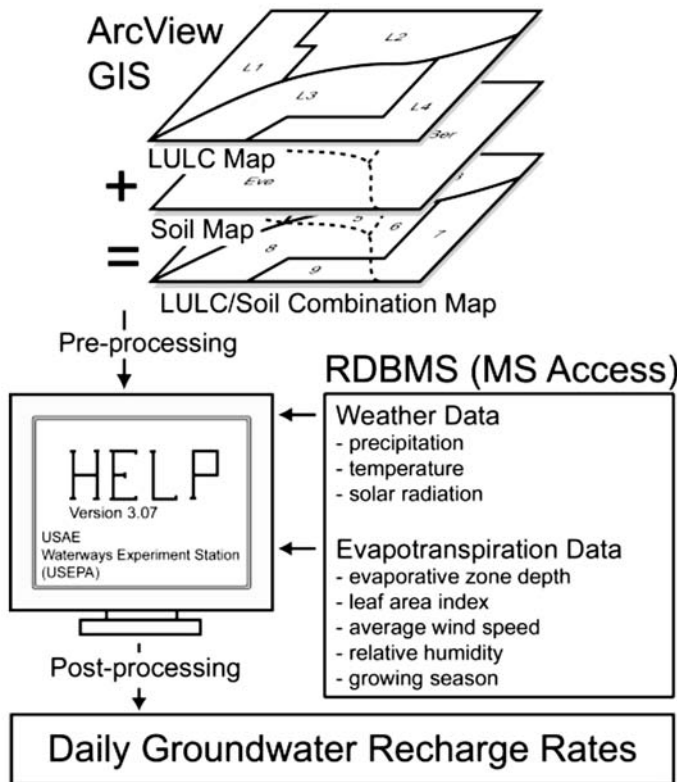 ArcView
GIS
L1
L2
L3
L4
LULC Map
+
Eve
Soil Map
=
5
6
7
8
9
LULC/Soil Combination Map
Pre-processing
RDBMS (MS Access)
Weather Data
- precipitation
- temperature
- solar radiation
HELP
Version 3.07
USAE
Waterways Experiment Station
(USEPA)
Evapotranspiration Data
- evaporative zone depth
- leaf area index
- average wind speed
- relative humidity
- growing season
Post-processing
Daily Groundwater Recharge Rates